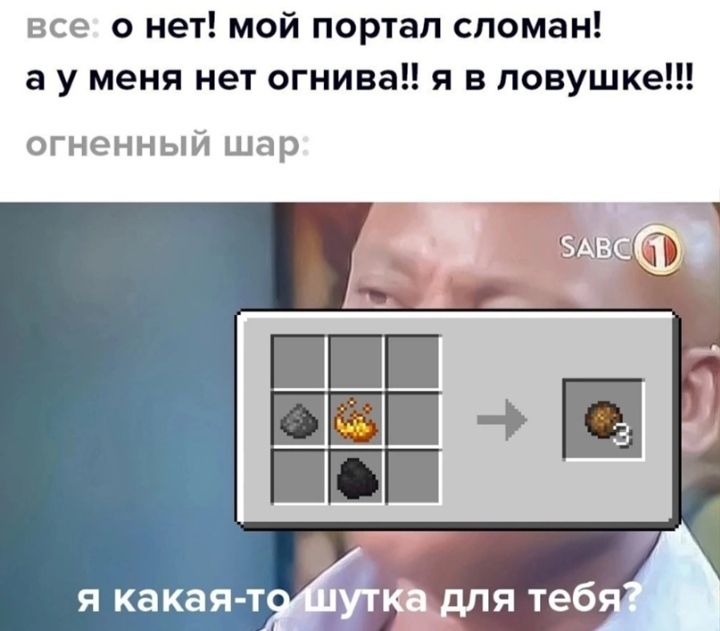 все: о нет! мой портал сломан!
а у меня нет огнива!! я в ловушке!!!
огненный шар:
SABC 1
3
я какая-то шутка для тебя?